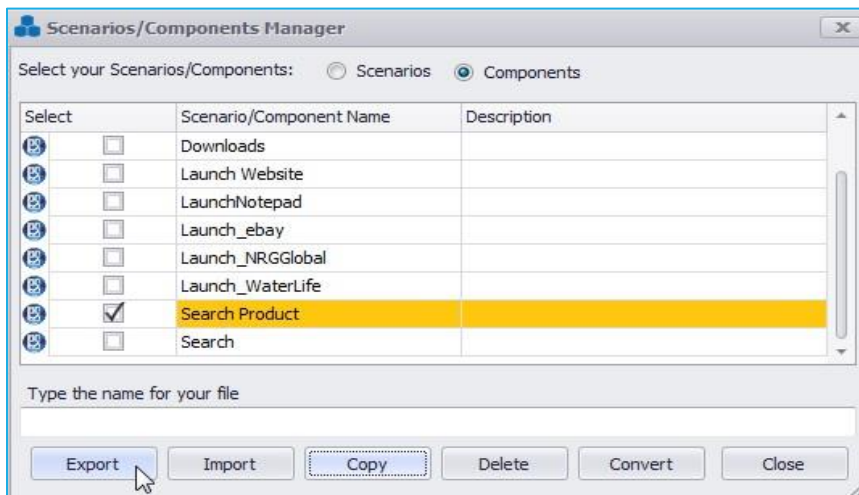 Scenarios/Components Manager
Select your Scenarios/Components: Scenarios Components
Select Scenario/Component Name Description
Downloads
Launch Website
LaunchNotepad
Launch_ebay
Launch_NRGGlobal
Launch_WaterLife
Search Product
Search
Type the name for your file
Export Import Copy Delete Convert Close